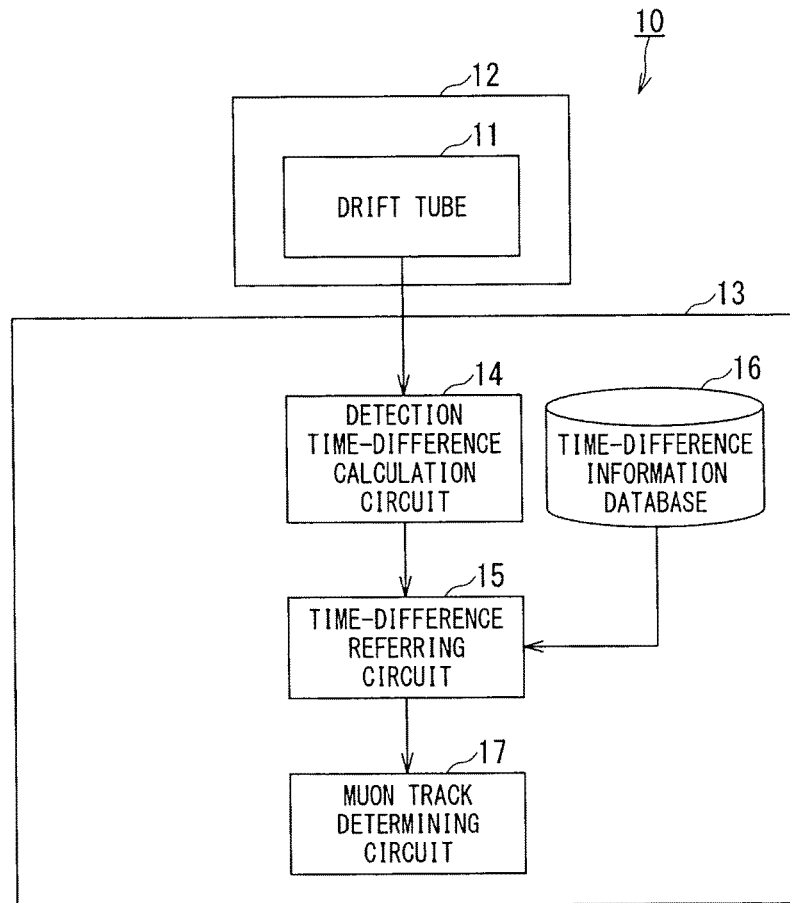 10
12
11
DRIFT TUBE
13
14
DETECTION
TIME-DIFFERENCE
CALCULATION
CIRCUIT
16
TIME-DIFFERENCE
INFORMATION
DATABASE
15
TIME-DIFFERENCE
REFERRING
CIRCUIT
17
MUON TRACK
DETERMINING
CIRCUIT